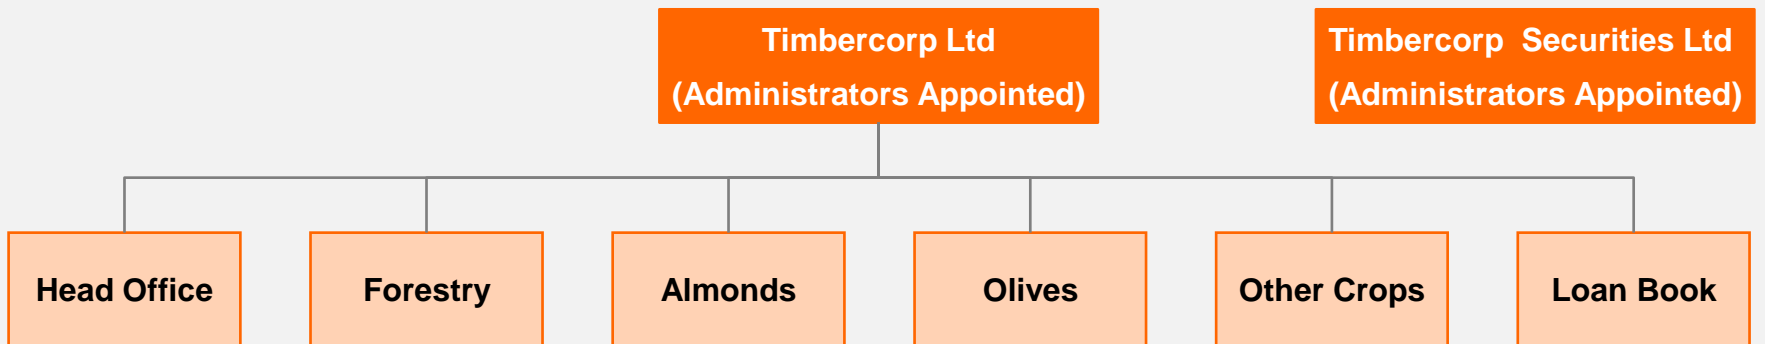 Timbercorp Ltd
(Administrators Appointed)
Timbercorp Securities Ltd
(Administrators Appointed)
Head Office
Forestry
Almonds
Olives
Other Crops
Loan Book